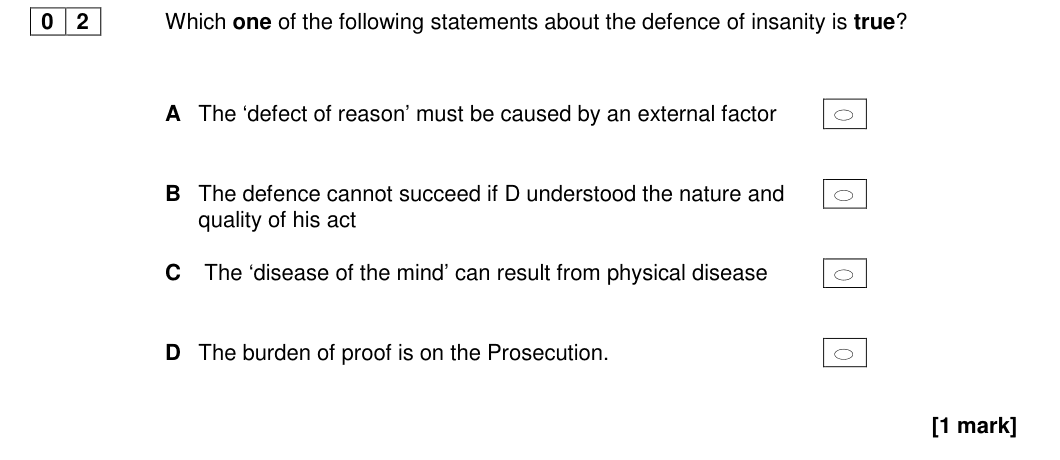 0 2 Which one of the following statements about the defence of insanity is true?
A The ‘defect of reason’ must be caused by an external factor
B The defence cannot succeed if D understood the nature and
quality of his act
C The ‘disease of the mind’ can result from physical disease
D The burden of proof is on the Prosecution.
[1 mark]